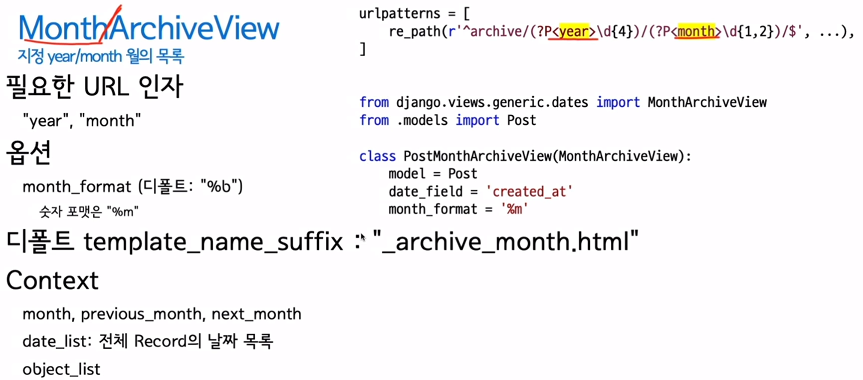 MonthArchiveView
지정 year/month 월의 목록
필요한 URL 인자
"year", "month"
옵션
month_format (디폴트: "%b")
숫자 포맷은 "%m"
디폴트 template_name_suffix : "_archive_month.html"
Context
month, previous_month, next_month
date_list: 전체 Record의 날짜 목록
object_list
urlpatterns = [
re_path(r'^archive/(?P<year>\d{4})/(?P<month>\d{1,2})/$', ...),
]
from django.views.generic.dates import MonthArchiveView
from .models import Post
class PostMonthArchiveView(MonthArchiveView):
model = Post
date_field = 'created_at'
month_format = '%m'